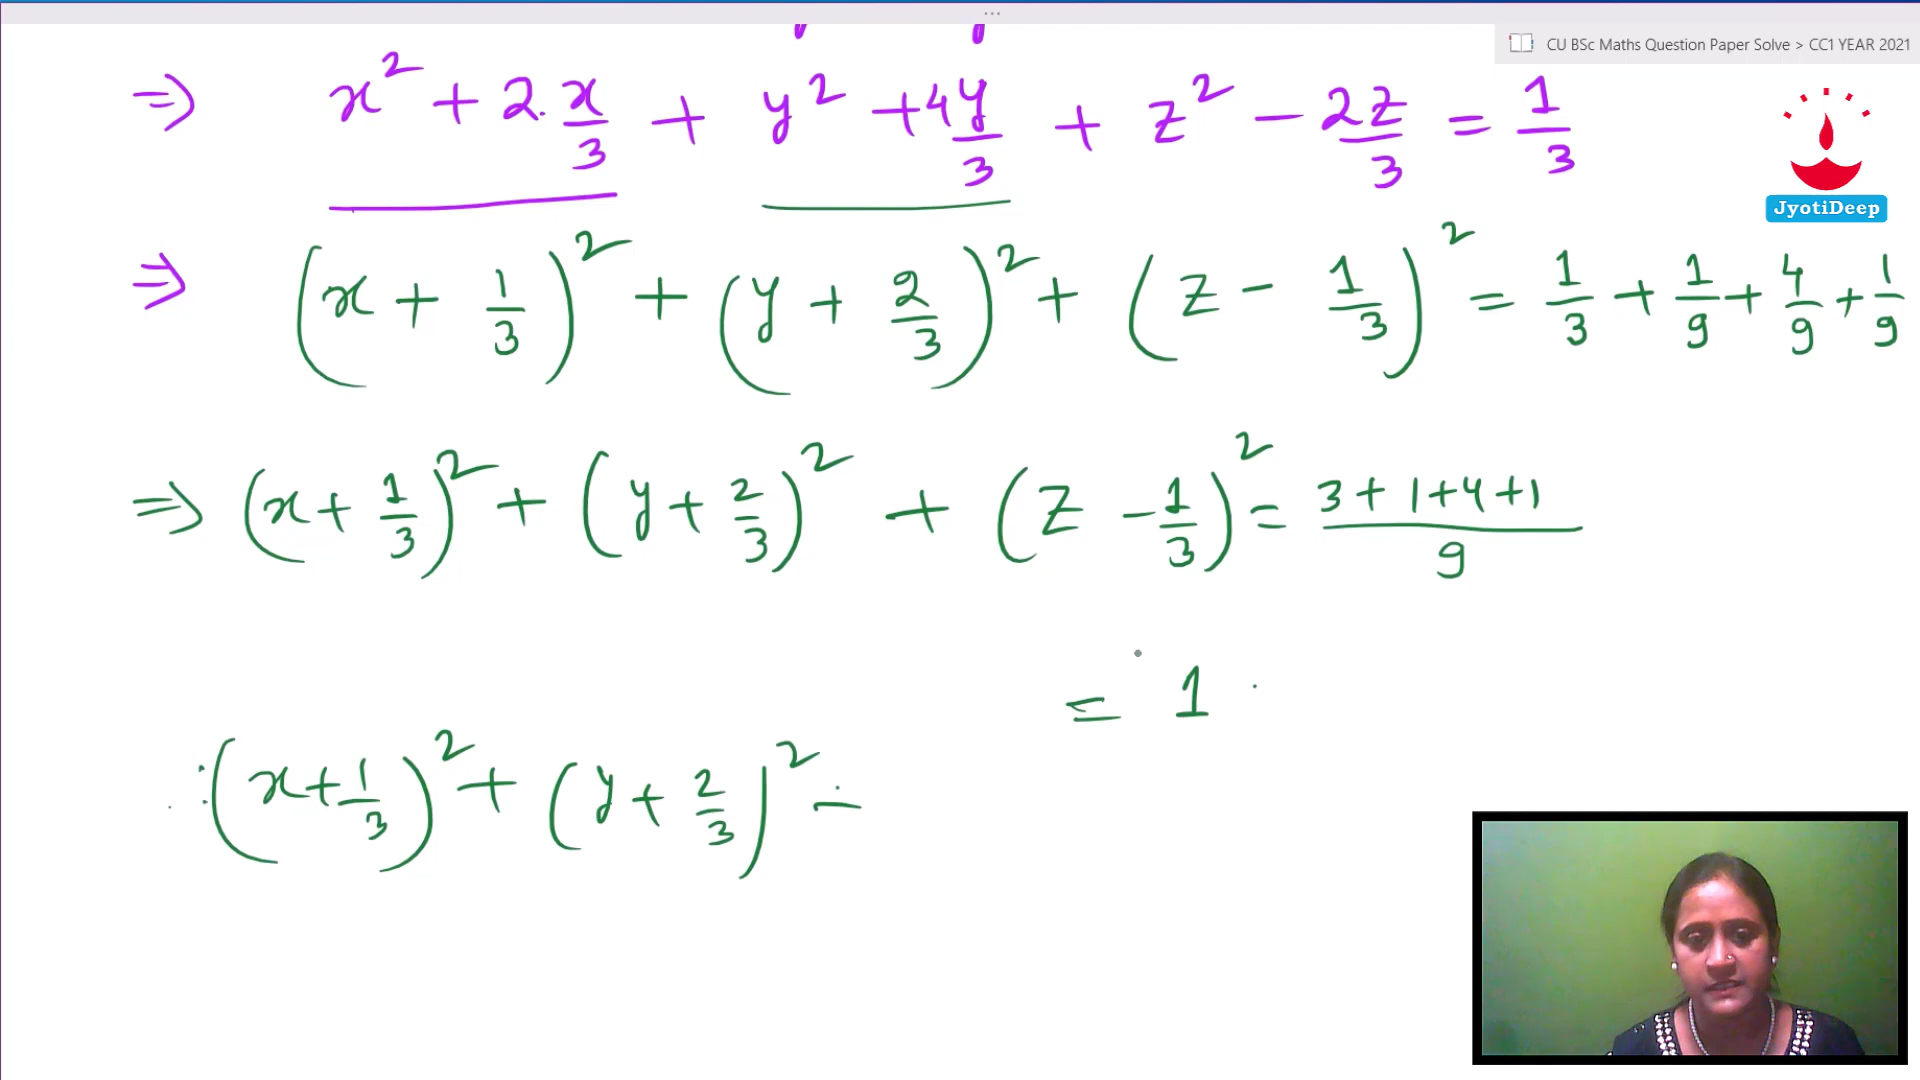 CU BSc Maths Question Paper Solve > CC1 YEAR 2021
⇒ x² + 2·x/3 + y² + 4y/3 + z² − 2z/3 = 1/3
JyotiDeep
⇒ (x + 1/3)² + (y + 2/3)² + (z − 1/3)² = 1/3 + 1/9 + 4/9 + 1/9
⇒ (x + 1/3)² + (y + 2/3)² + (z − 1/3)² = (3 + 1 + 4 + 1)/9
= 1
(x + 1/3)² + (y + 2/3)² −